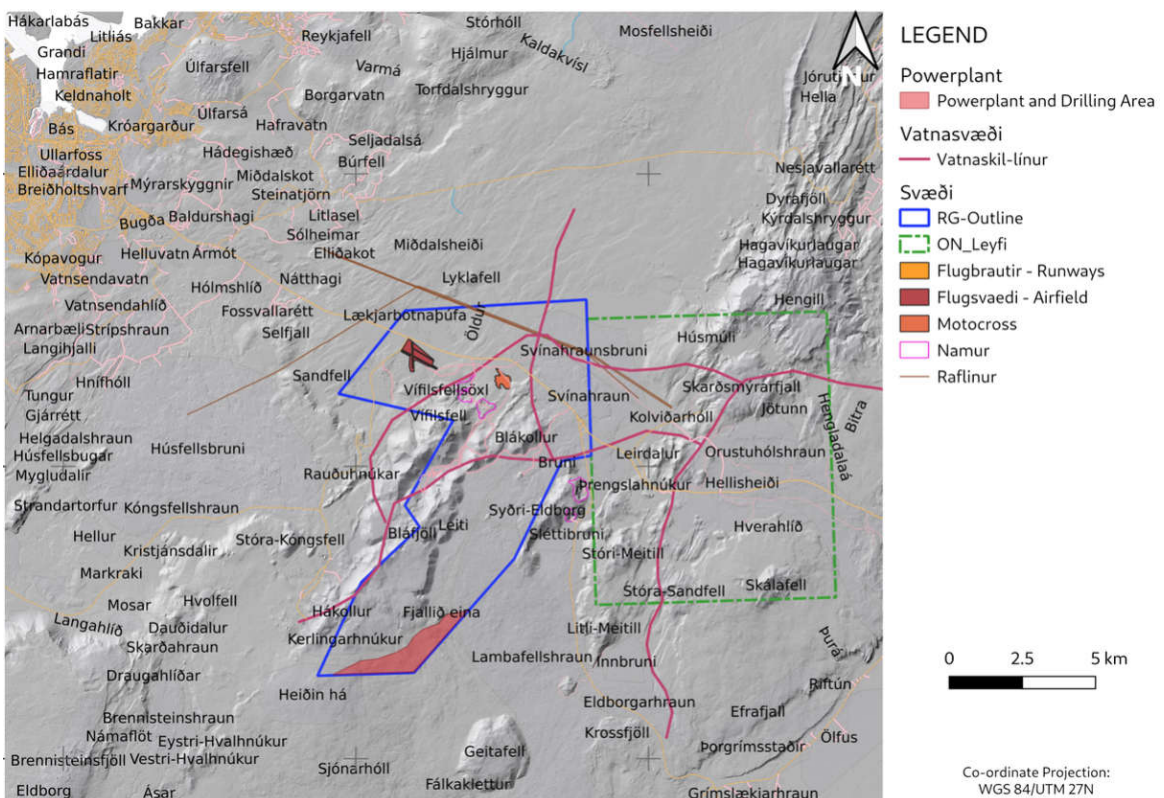 Hákarlabás
Bakkar
Stórhóll
Litliás
Reykjafell
Mosfellsheiði
Grandi
Hjálmur
Kaldakvísl
Hamraflatir
Úlfarsfell
Varmá
Keldnaholt
Borgarvatn
Torfdalshryggur
Hella
Úlfarsá
Bás
Króargarður
Hafravatn
Seljadalsá
Ullarfoss
Hádegishæð
Búrfell
Elliðaárdalur
Miðdalskot
Nesjavallarétt
Breiðholtshvarf
Mýrarskyggnir
Steinatjörn
Dyrafjöll
Bugða
Baldurshagi
Litlasel
Kýrdalshryggur
Sólheimar
Miðdalsheiði
Hagavíkurlaugar
Kópavogur
Helluvatn
Ármót
Elliðakot
Hagavíkurlaugar
Vatnsendavatn
Nátthagi
Lyklafell
Hólmshlíð
Vatnsendahlíð
Fossvallarétt
Lækjarbotnaþúfa
Öldur
Hengill
Arnarbæli
Strípshraun
Selfjall
Húsmúli
Langihjalli
Svínahraunsbruni
Hnífhóll
Sandfell
Tungur
Vífilsfellsöxl
Svínahraun
Skarðsmýrarfjall
Gjárrétt
Vífilsfell
Kolviðarhóll
Jötunn
Bitra
Helgadalshraun
Blákollur
Hengladalaá
Húsfellsbugar
Húsfellsbruni
Leirdalur
Orustuhólshraun
Mygludalir
Rauðuhnúkar
Bruni
Þrengslahnúkur
Hellisheiði
Strandartorfur
Kóngsfellshraun
Syðri-Eldborg
Hellur
Stóra-Kóngsfell
Bláfjöll
Leiti
Sléttibruni
Hverahlíð
Kristjánsdalir
Stóri-Meitill
Markraki
Stóra-Sandfell
Skálafell
Mosar
Hvolfell
Hákollur
Fjallið eina
Langahlíð
Dauðidalur
Litli-Meitill
Skarðahraun
Kerlingarhnúkur
Þurá
Draugahlíðar
Lambafellshraun
Innbruni
Heiðin há
Riftún
Brennisteinshraun
Eldborgarhraun
Efrafjall
Námaflöt
Eystri-Hvalhnúkur
Krossfjöll
Ölfus
Brennisteinsfjöll
Vestri-Hvalhnúkur
Geitafell
Þorgrímsstaðir
Sjónarhóll
Eldborg
Ásar
Fálkaklettur
Grímslækjarhraun
N
LEGEND
Powerplant
Powerplant and Drilling Area
Vatnasvæði
Vatnaskil-línur
Svæði
RG-Outline
ON_Leyfi
Flugbrautir - Runways
Flugsvaedi - Airfield
Motocross
Namur
Raflinur
0 2.5 5 km
Co-ordinate Projection:
WGS 84/UTM 27N